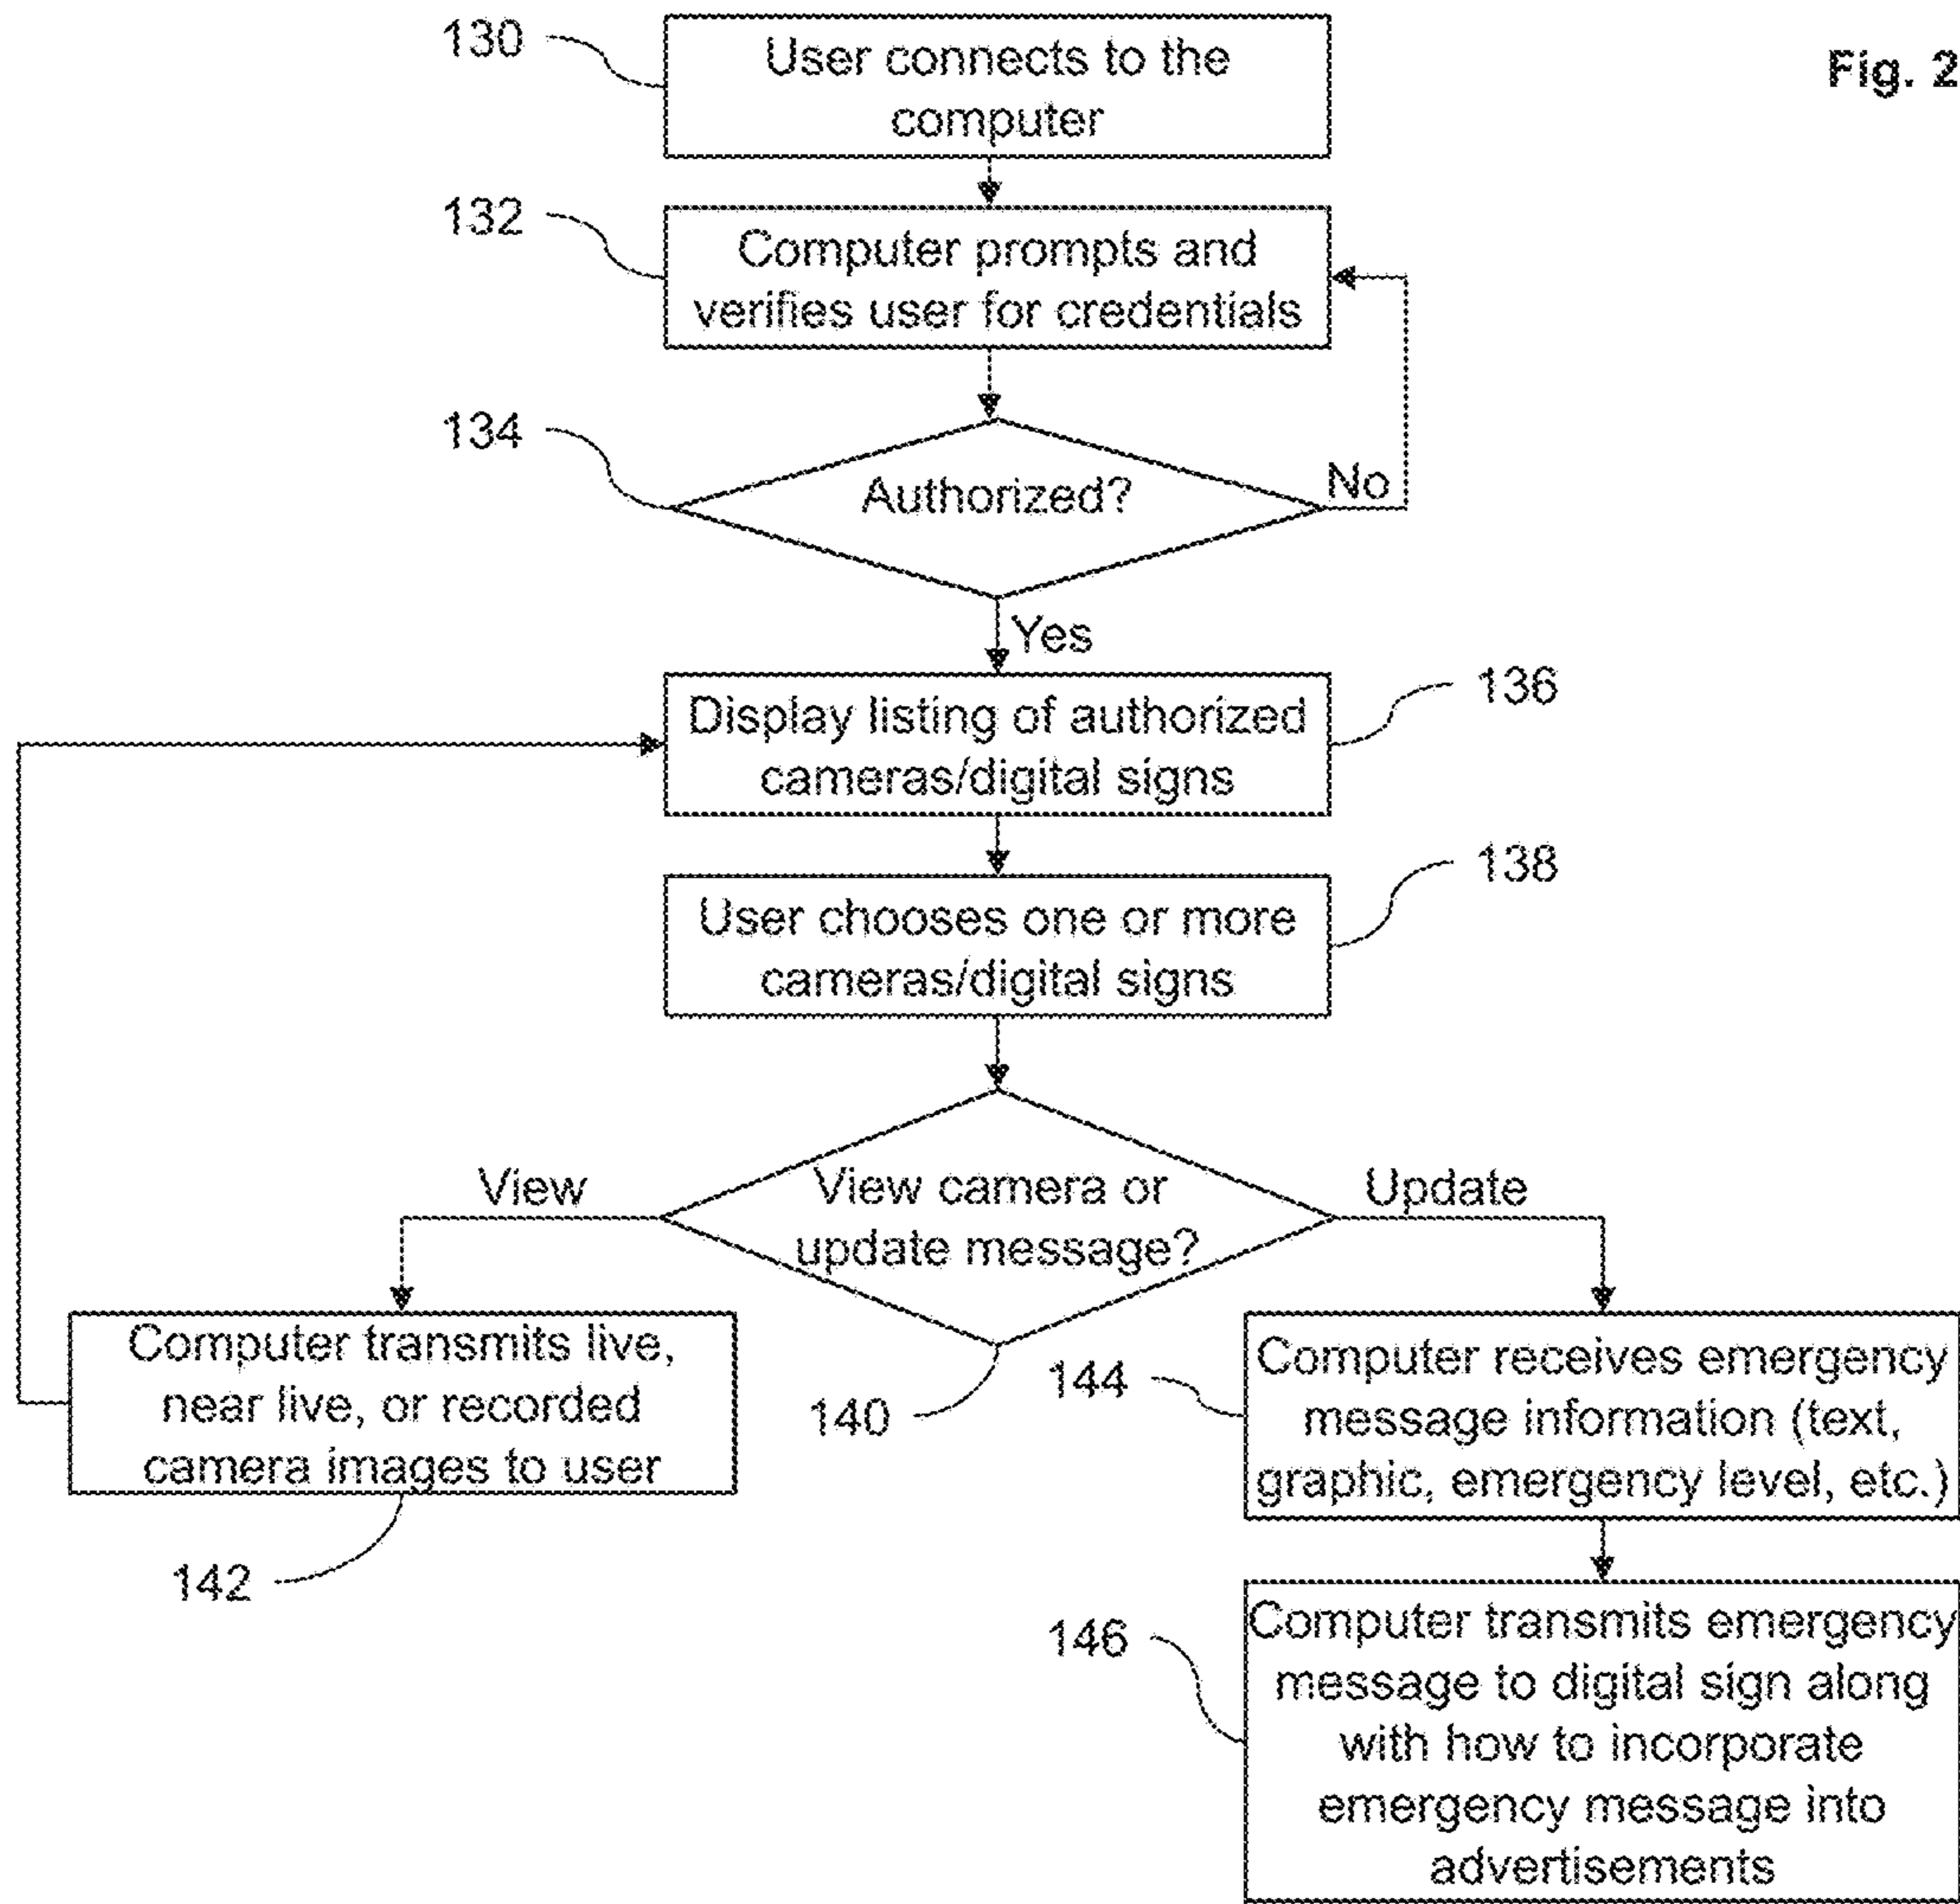 Fig. 2
130
User connects to the
computer
132
Computer prompts and
verifies user for credentials
134
Authorized?
No
Yes
136
Display listing of authorized
cameras/digital signs
138
User chooses one or more
cameras/digital signs
View
View camera or
update message?
Update
140
Computer transmits live,
near live, or recorded
camera images to user
142
144
Computer receives emergency
message information (text,
graphic, emergency level, etc.)
146
Computer transmits emergency
message to digital sign along
with how to incorporate
emergency message into
advertisements